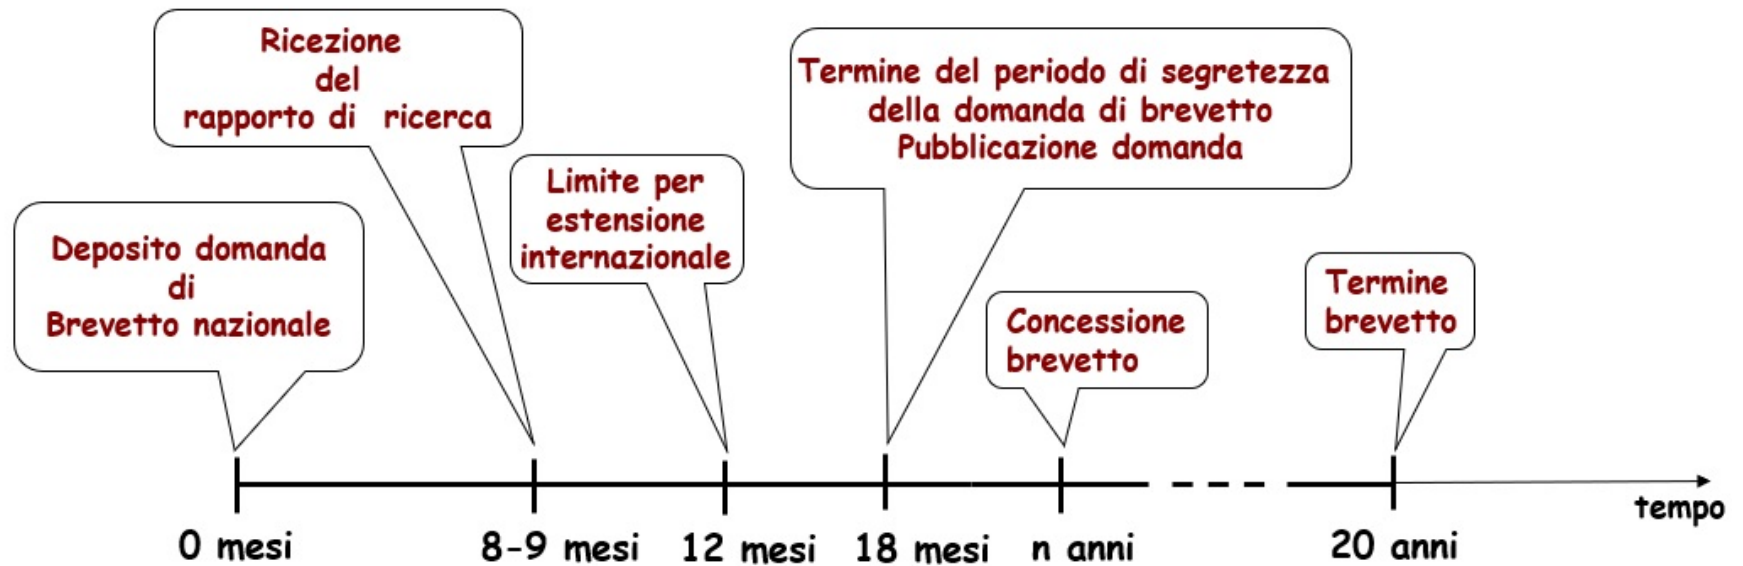 Ricezione
del
rapporto di ricerca
Termine del periodo di segretezza
della domanda di brevetto
Pubblicazione domanda
Limite per
estensione
internazionale
Deposito domanda
di
Brevetto nazionale
Concessione
brevetto
Termine
brevetto
tempo
0 mesi
8-9 mesi
12 mesi
18 mesi
n anni
20 anni